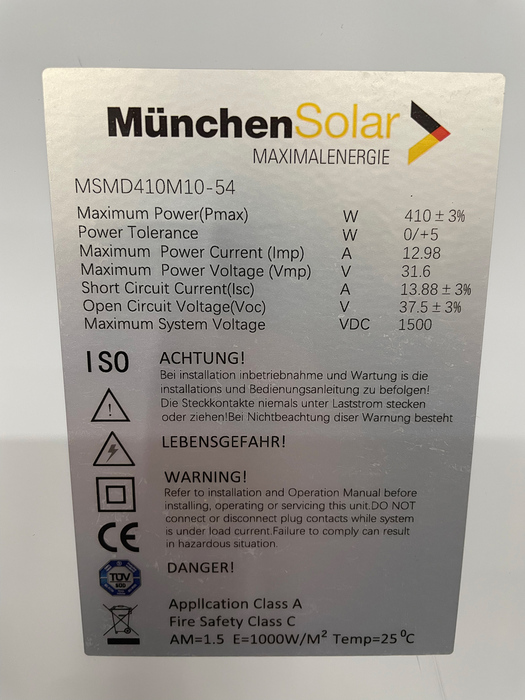 MünchenSolar
MAXIMALENERGIE
MSMD410M10-54
Maximum Power(Pmax) W 410 ± 3%
Power Tolerance W 0/+5
Maximum Power Current (Imp) A 12.98
Maximum Power Voltage (Vmp) V 31.6
Short Circuit Current(Isc) A 13.88 ± 3%
Open Circuit Voltage(Voc) V 37.5 ± 3%
Maximum System Voltage VDC 1500
ISO
ACHTUNG!
Bei installation inbetriebnahme und Wartung is die
installations und Bedienungsanleitung zu befolgen!
Die Steckkontakte niemals unter Laststrom stecken
oder ziehen!Bei Nichtbeachtung diser Warnung besteht
LEBENSGEFAHR!
WARNING!
Refer to installation and Operation Manual before
installing, operating or servicing this unit.DO NOT
connect or disconnect plug contacts while system
is under load current.Failure to comply can result
in hazardous situation.
CE
TÜV
SÜD
DANGER!
Appllcation Class A
Fire Safety Class C
AM=1.5 E=1000W/M² Temp=25 ⁰C